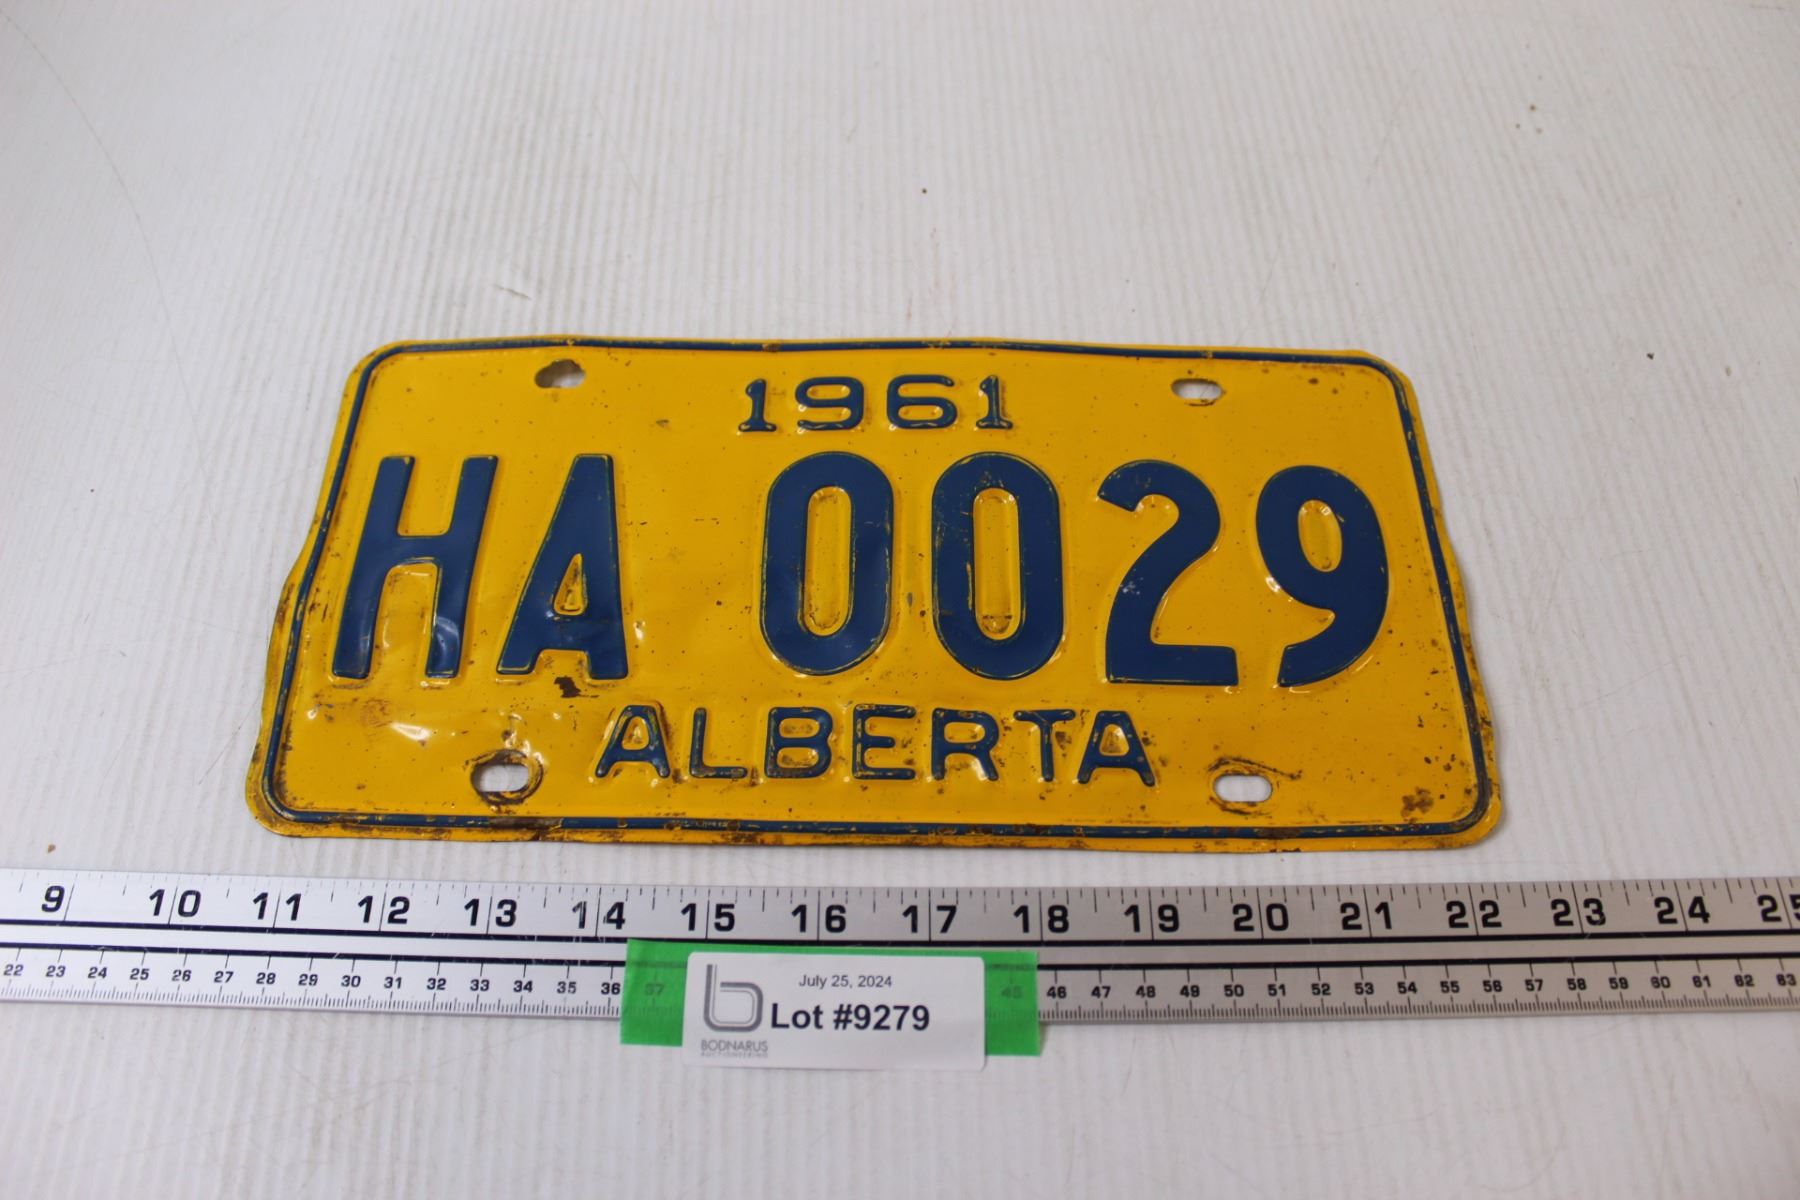 1961
HA 0029
ALBERTA
9 10 11 12 13 14 15 16 17 18 19 20 21 22 23 24 25
22 23 24 25 26 27 28 29 30 31 32 33 34 35 36 37 45 46 47 48 49 50 51 52 53 54 55 56 57 58 59 60 61 62 63
July 25, 2024
Lot #9279
BODNARUS
AUCTIONEERING